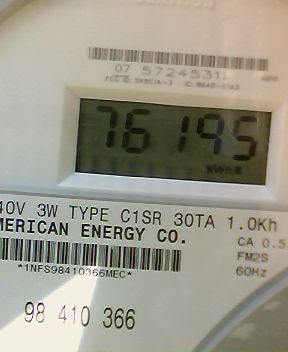 07 5724531
76195
kWh
40V 3W TYPE C1SR 30TA 1.0Kh
MERICAN ENERGY CO.
CA 0.5
FM2S
60Hz
*1NFS98410366MEC*
98 410 366